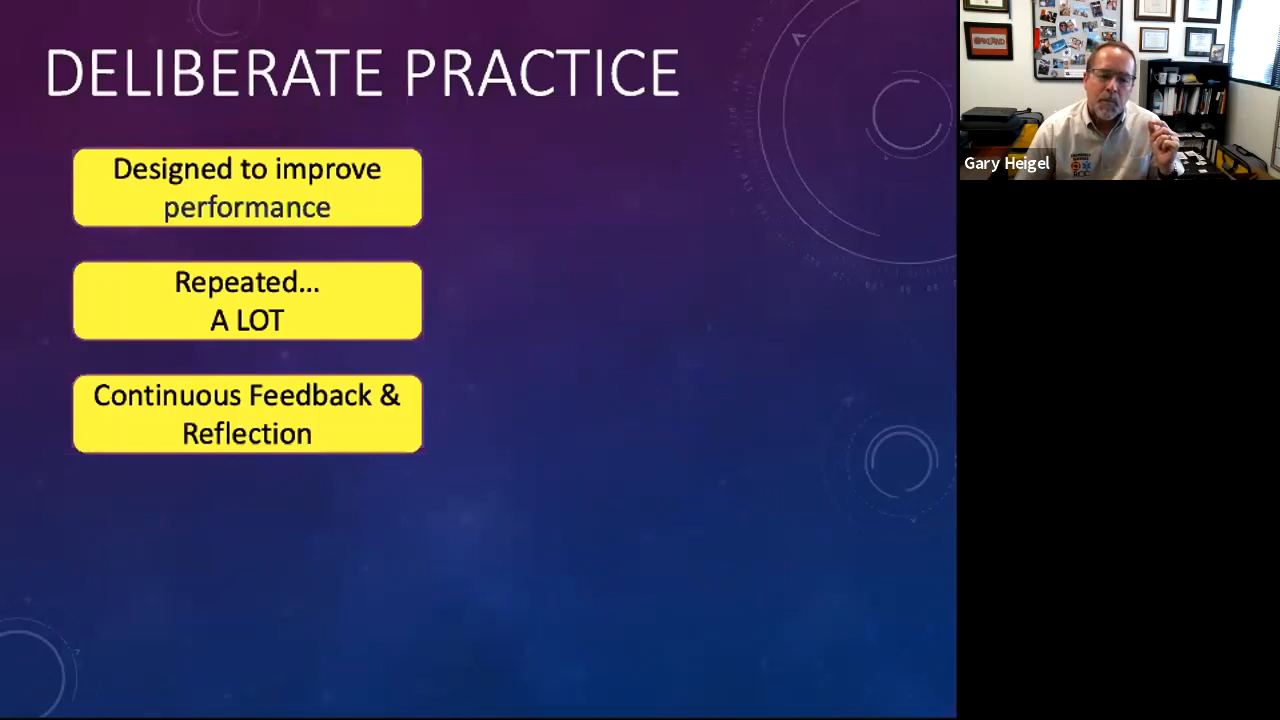 DELIBERATE PRACTICE
Designed to improve
performance
Repeated...
A LOT
Continuous Feedback &
Reflection
Gary Heigel